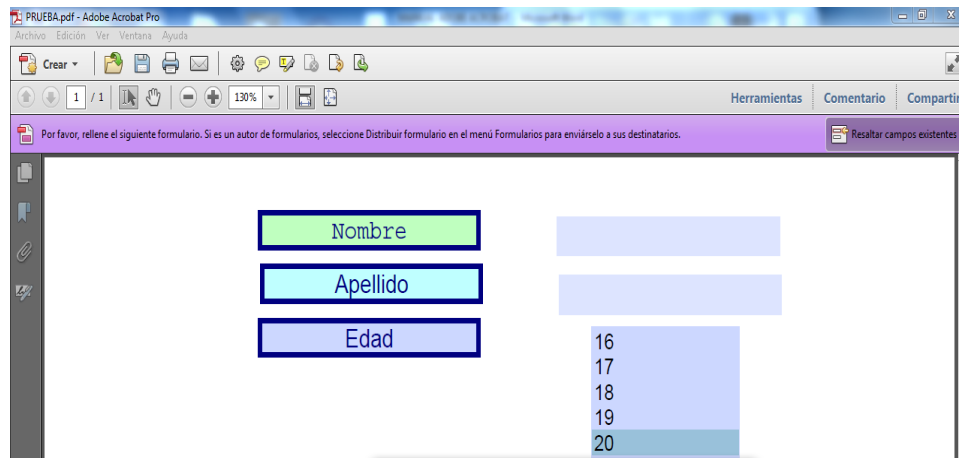 PRUEBA.pdf - Adobe Acrobat Pro
Archivo Edición Ver Ventana Ayuda
Crear
1 / 1 130% Herramientas Comentario Compartir
Por favor, rellene el siguiente formulario. Si es un autor de formularios, seleccione Distribuir formulario en el menú Formularios para enviárselo a sus destinatarios. Resaltar campos existentes
Nombre
Apellido
Edad
16
17
18
19
20